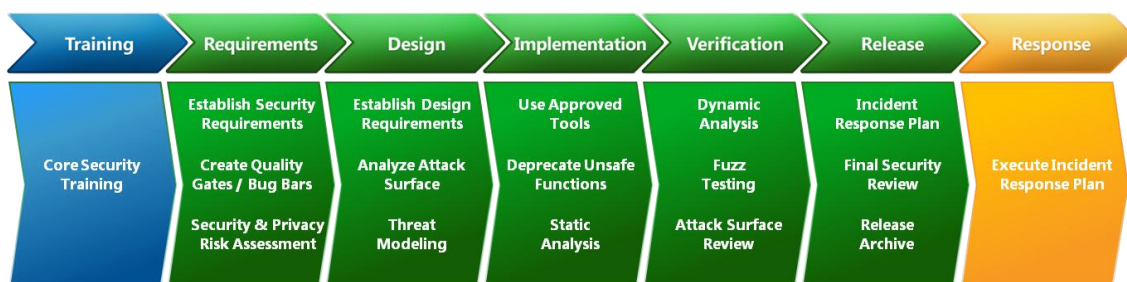 Training
Requirements
Design
Implementation
Verification
Release
Response
Core Security
Training
Establish Security
Requirements
Create Quality
Gates / Bug Bars
Security & Privacy
Risk Assessment
Establish Design
Requirements
Analyze Attack
Surface
Threat
Modeling
Use Approved
Tools
Deprecate Unsafe
Functions
Static
Analysis
Dynamic
Analysis
Fuzz
Testing
Attack Surface
Review
Incident
Response Plan
Final Security
Review
Release
Archive
Execute Incident
Response Plan